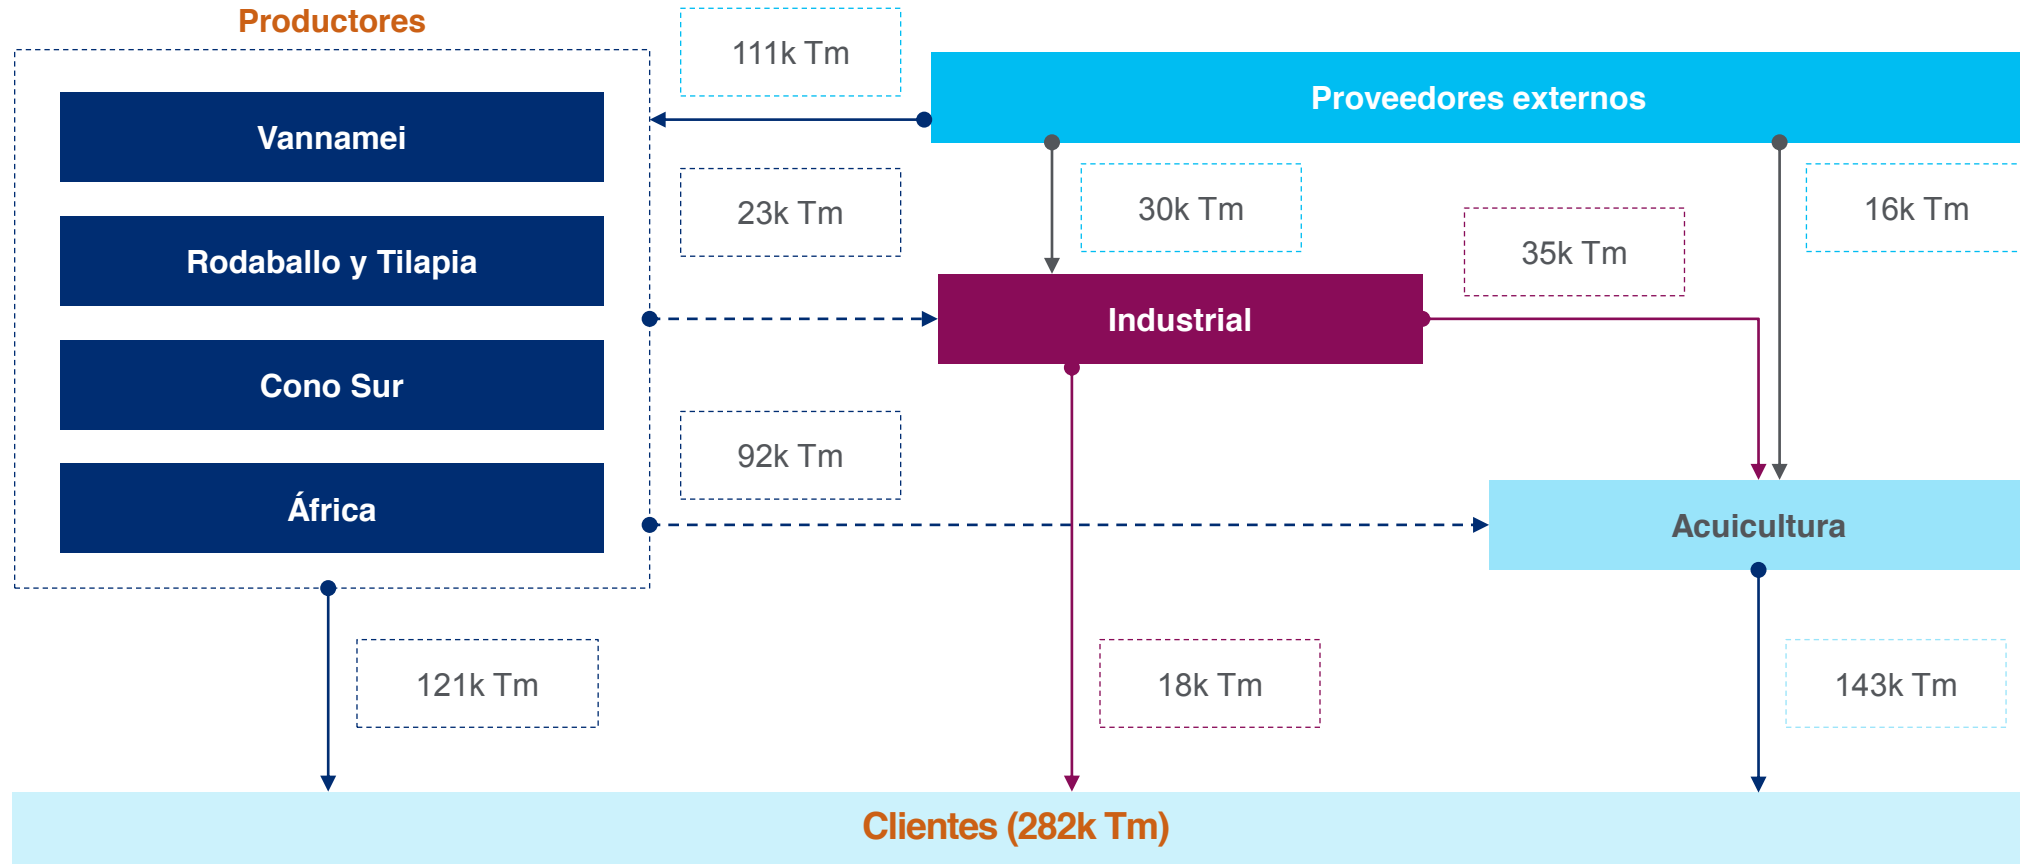 Productores
111k Tm
Proveedores externos
Vannamei
23k Tm
30k Tm
16k Tm
35k Tm
Rodaballo y Tilapia
Industrial
Cono Sur
92k Tm
África
Acuicultura
121k Tm
18k Tm
143k Tm
Clientes (282k Tm)